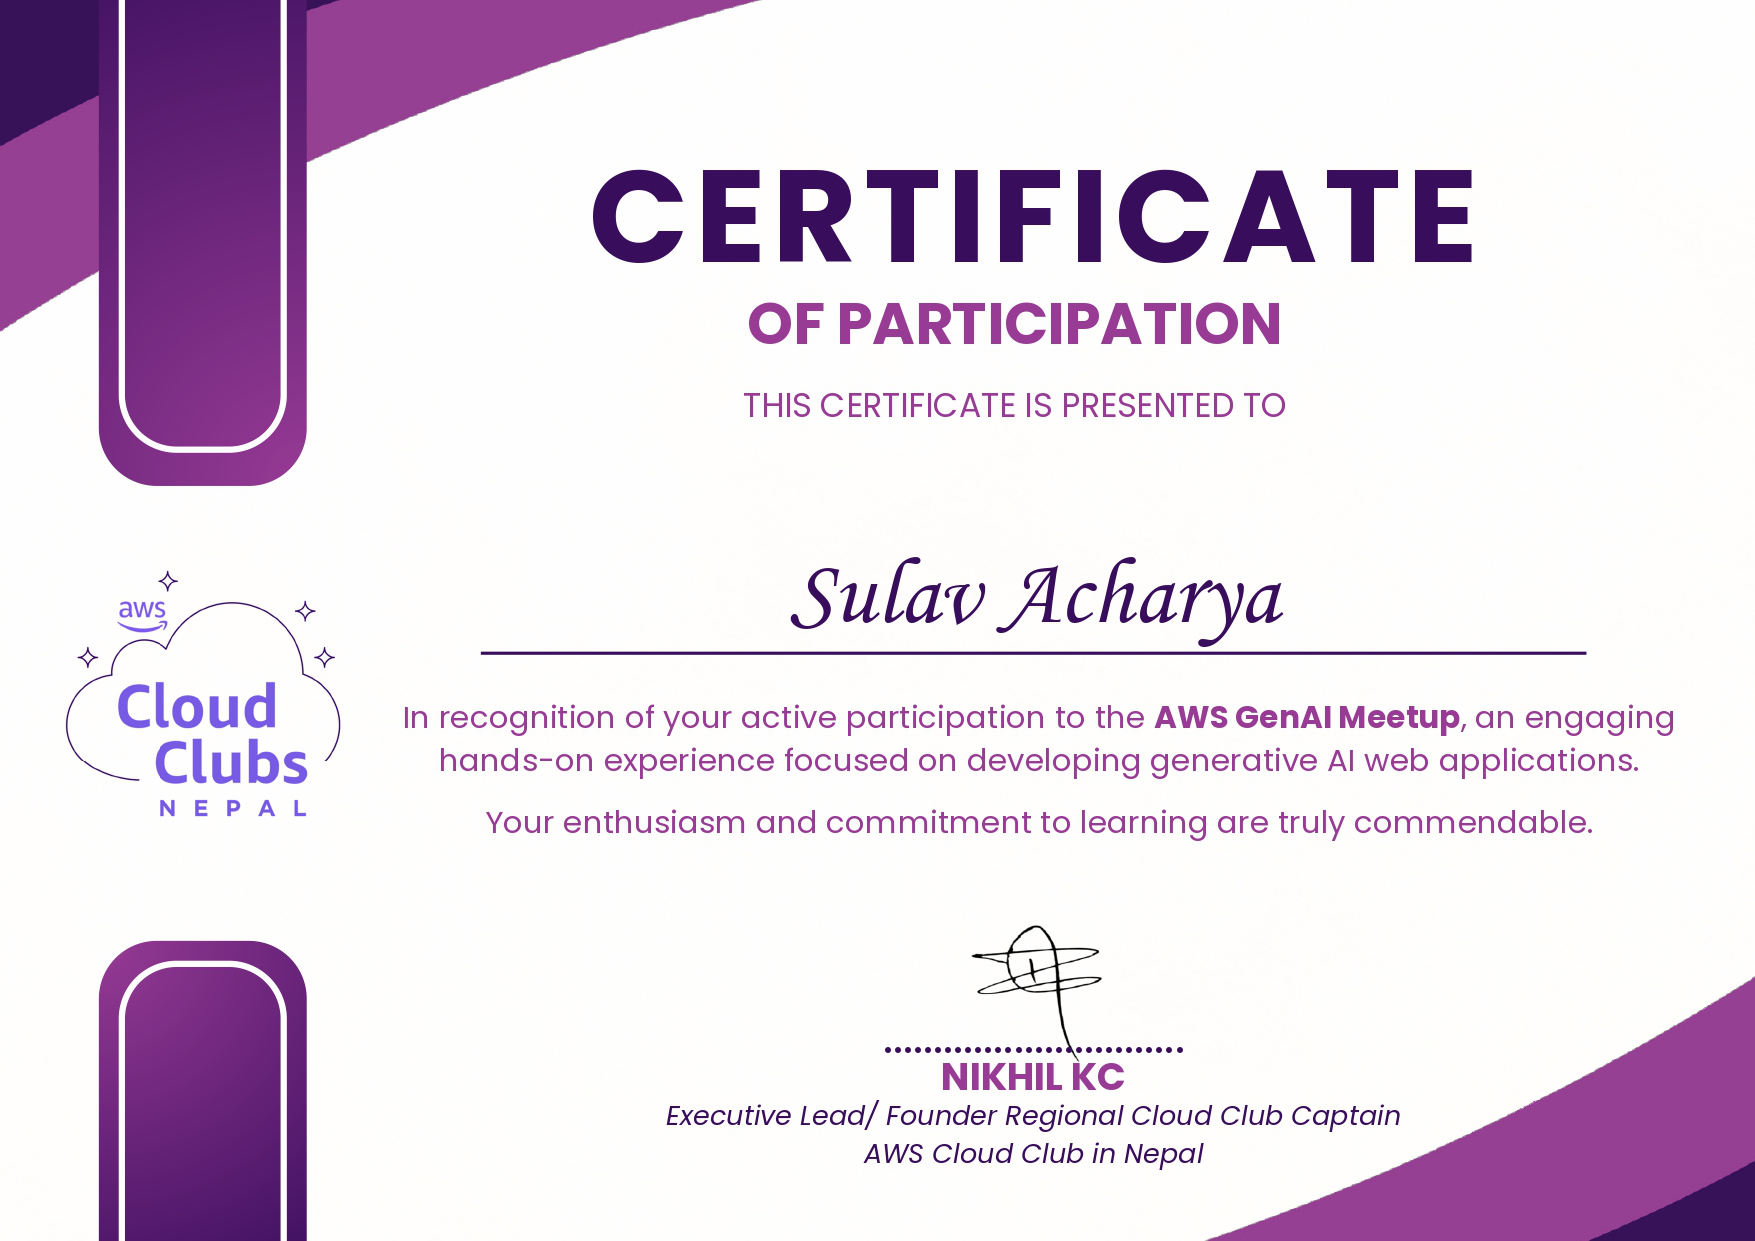 CERTIFICATE
OF PARTICIPATION
THIS CERTIFICATE IS PRESENTED TO
Sulav Acharya
aws
Cloud
Clubs
NEPAL
In recognition of your active participation to the AWS GenAI Meetup, an engaging
hands-on experience focused on developing generative AI web applications.
Your enthusiasm and commitment to learning are truly commendable.
NIKHIL KC
Executive Lead/ Founder Regional Cloud Club Captain
AWS Cloud Club in Nepal